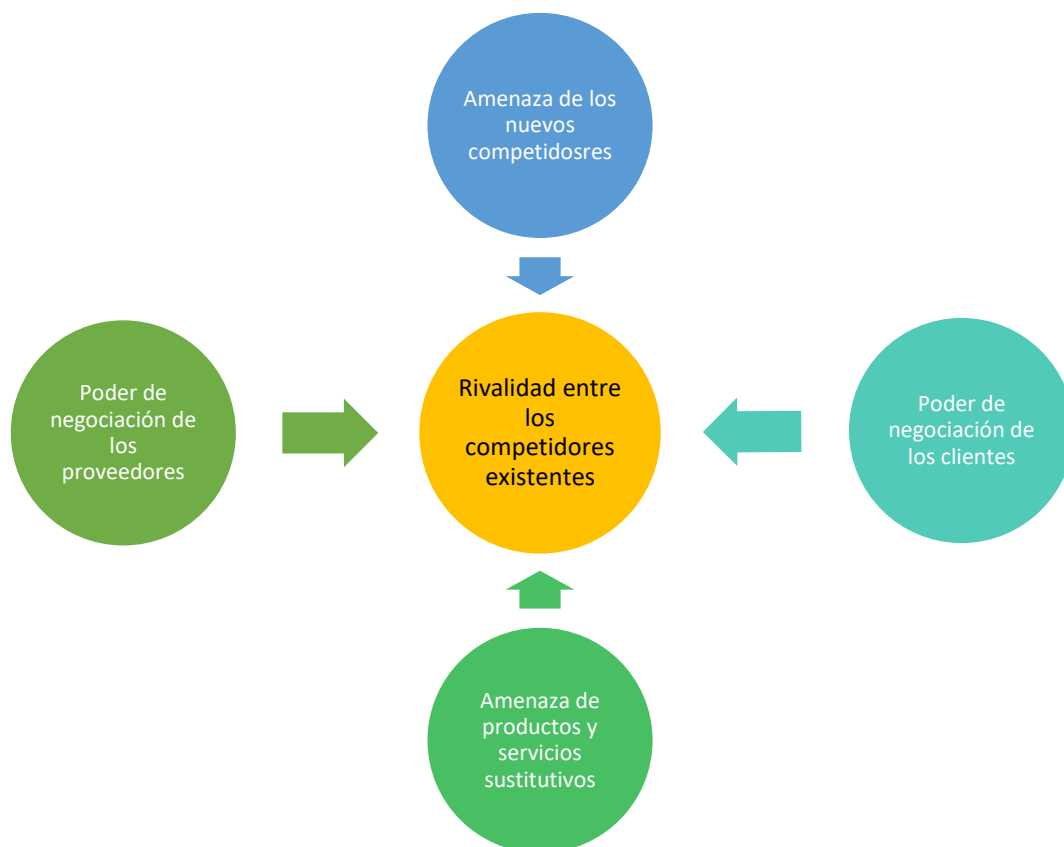 Amenaza de los
nuevos
competidosres
Poder de
negociación de
los
proveedores
Rivalidad entre
los
competidores
existentes
Poder de
negociación de
los clientes
Amenaza de
productos y
servicios
sustitutivos